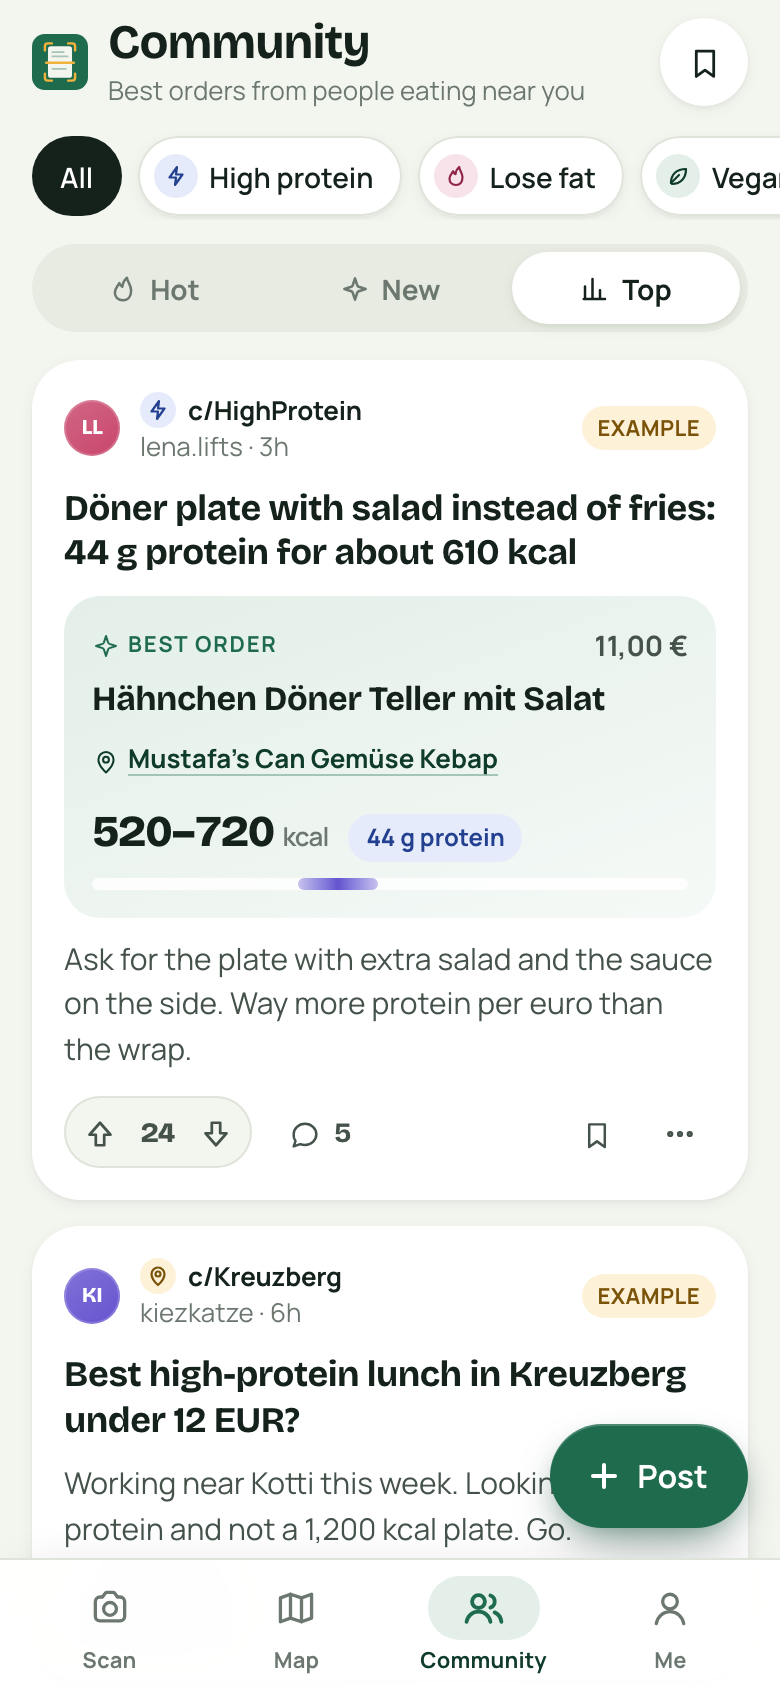 Community
Best orders from people eating near you
All
High protein
Lose fat
Vega
Hot
New
Top
LL
c/HighProtein
lena.lifts · 3h
EXAMPLE
Döner plate with salad instead of fries:
44 g protein for about 610 kcal
BEST ORDER
11,00 €
Hähnchen Döner Teller mit Salat
Mustafa’s Can Gemüse Kebap
520–720 kcal
44 g protein
Ask for the plate with extra salad and the sauce
on the side. Way more protein per euro than
the wrap.
24
5
KI
c/Kreuzberg
kiezkatze · 6h
EXAMPLE
Best high-protein lunch in Kreuzberg
under 12 EUR?
Working near Kotti this week. Lookin
protein and not a 1,200 kcal plate. Go.
Post
Scan
Map
Community
Me